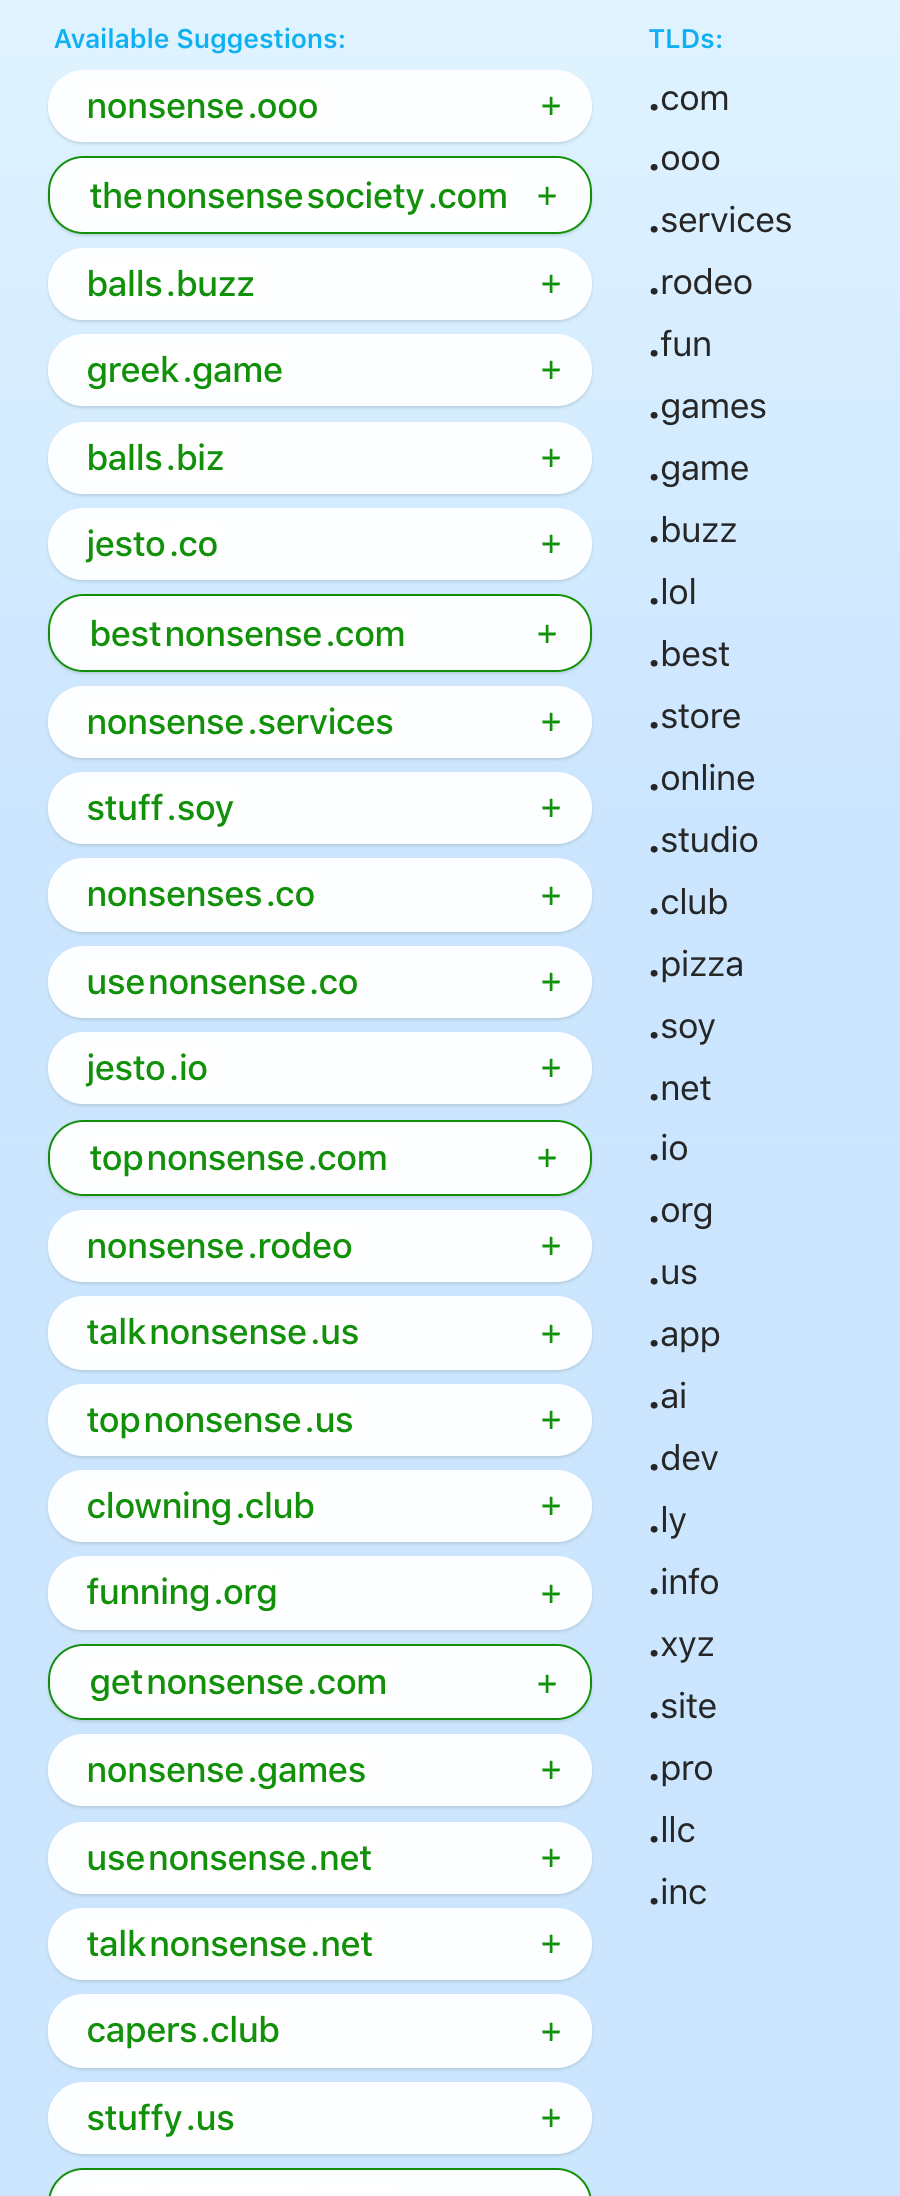 Available Suggestions:
nonsense.ooo +
thenonsensesociety.com +
balls.buzz +
greek.game +
balls.biz +
jesto.co +
bestnonsense.com +
nonsense.services +
stuff.soy +
nonsenses.co +
usenonsense.co +
jesto.io +
topnonsense.com +
nonsense.rodeo +
talknonsense.us +
topnonsense.us +
clowning.club +
funning.org +
getnonsense.com +
nonsense.games +
usenonsense.net +
talknonsense.net +
capers.club +
stuffy.us +
TLDs:
.com
.ooo
.services
.rodeo
.fun
.games
.game
.buzz
.lol
.best
.store
.online
.studio
.club
.pizza
.soy
.net
.io
.org
.us
.app
.ai
.dev
.ly
.info
.xyz
.site
.pro
.llc
.inc